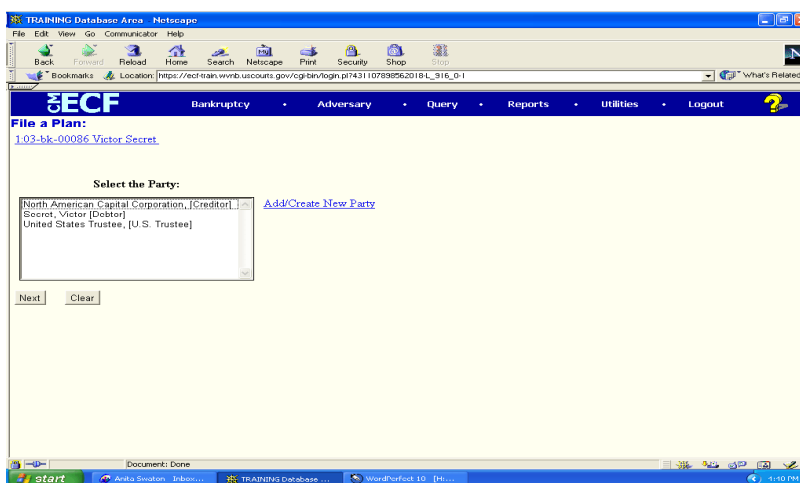 TRAINING Database Area - Netscape
File Edit View Go Communicator Help
Back Forward Reload Home Search Netscape Print Security Shop Stop
Bookmarks Location: https://ecf-train.wvnb.uscourts.gov/cgi-bin/login.pl?431107898562018-L_916_0-1 What's Related
CM ECF Bankruptcy • Adversary • Query • Reports • Utilities • Logout ?
File a Plan:
1:03-bk-00086 Victor Secret
Select the Party:
North American Capital Corporation, [Creditor] Add/Create New Party
Secret, Victor [Debtor]
United States Trustee, [U.S. Trustee]
Next Clear
Document: Done
start Anita Swaton Inbox... TRAINING Database ... WordPerfect 10 [H:... 1:10 PM